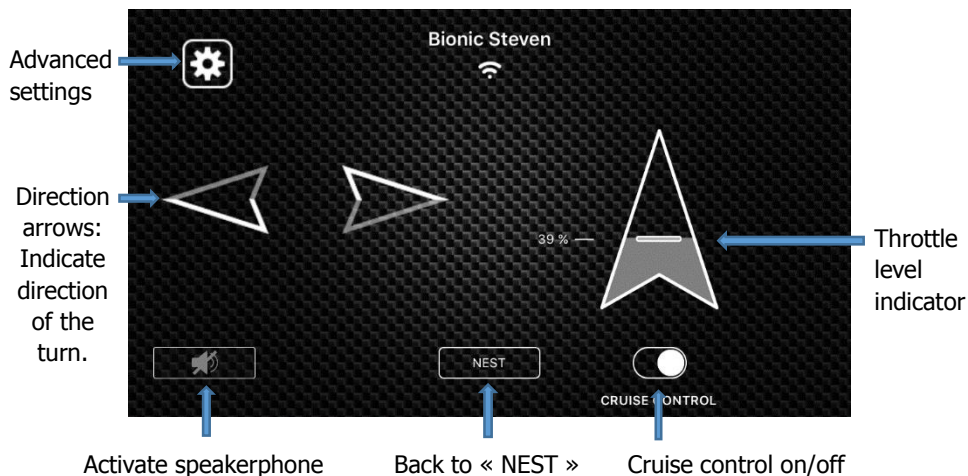 Bionic Steven
Advanced
settings
Direction
arrows:
Indicate
direction
of the
turn.
39 %
Throttle
level
indicator
NEST
CRUISE CONTROL
Activate speakerphone
Back to « NEST »
Cruise control on/off